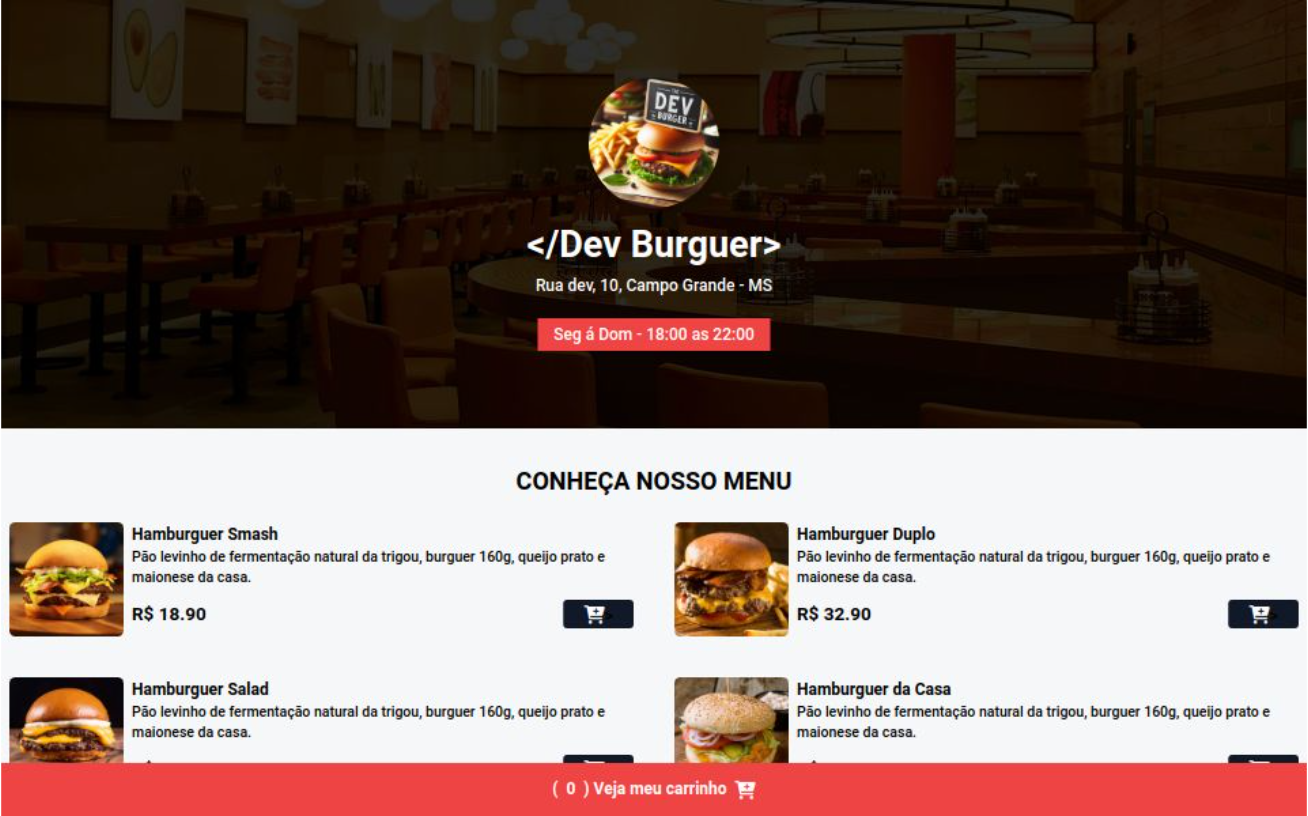 THE
DEV
BURGER
</Dev Burguer>
Rua dev, 10, Campo Grande - MS
Seg á Dom - 18:00 as 22:00
CONHEÇA NOSSO MENU
Hamburguer Smash
Pão levinho de fermentação natural da trigou, burguer 160g, queijo prato e
maionese da casa.
R$ 18.90
Hamburguer Duplo
Pão levinho de fermentação natural da trigou, burguer 160g, queijo prato e
maionese da casa.
R$ 32.90
Hamburguer Salad
Pão levinho de fermentação natural da trigou, burguer 160g, queijo prato e
maionese da casa.
Hamburguer da Casa
Pão levinho de fermentação natural da trigou, burguer 160g, queijo prato e
maionese da casa.
( 0 ) Veja meu carrinho